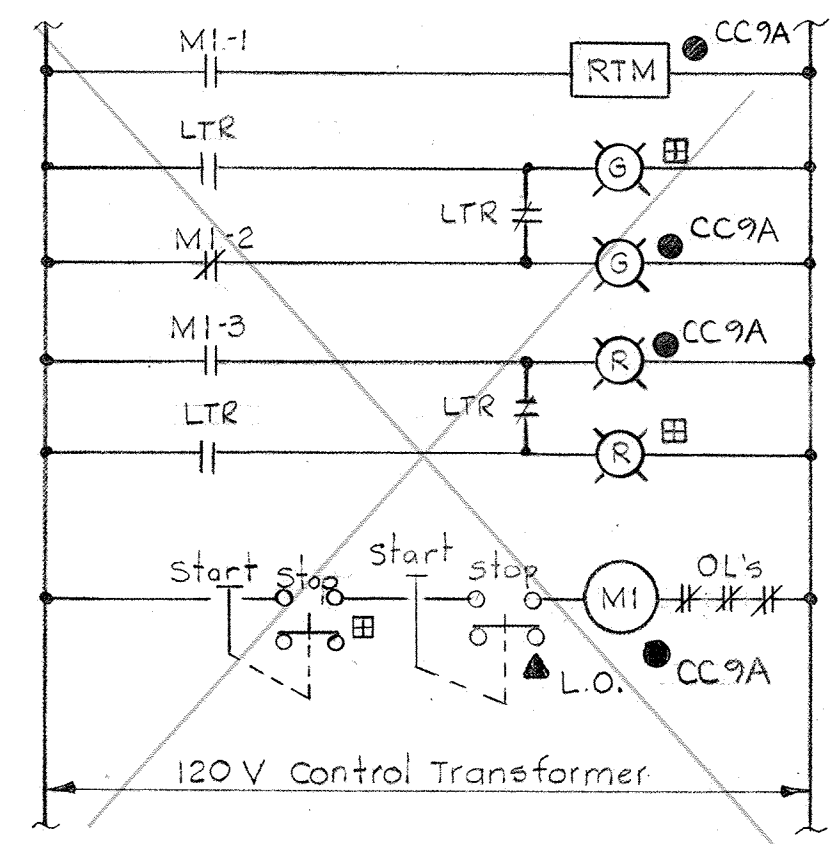 M1-1 CC9A
RTM
LTR
G
LTR
M1-2 CC9A
G
M1-3 CC9A
R
LTR
LTR
R
Start Stop Start Stop OL's
M1
L.O. CC9A
120V Control Transformer